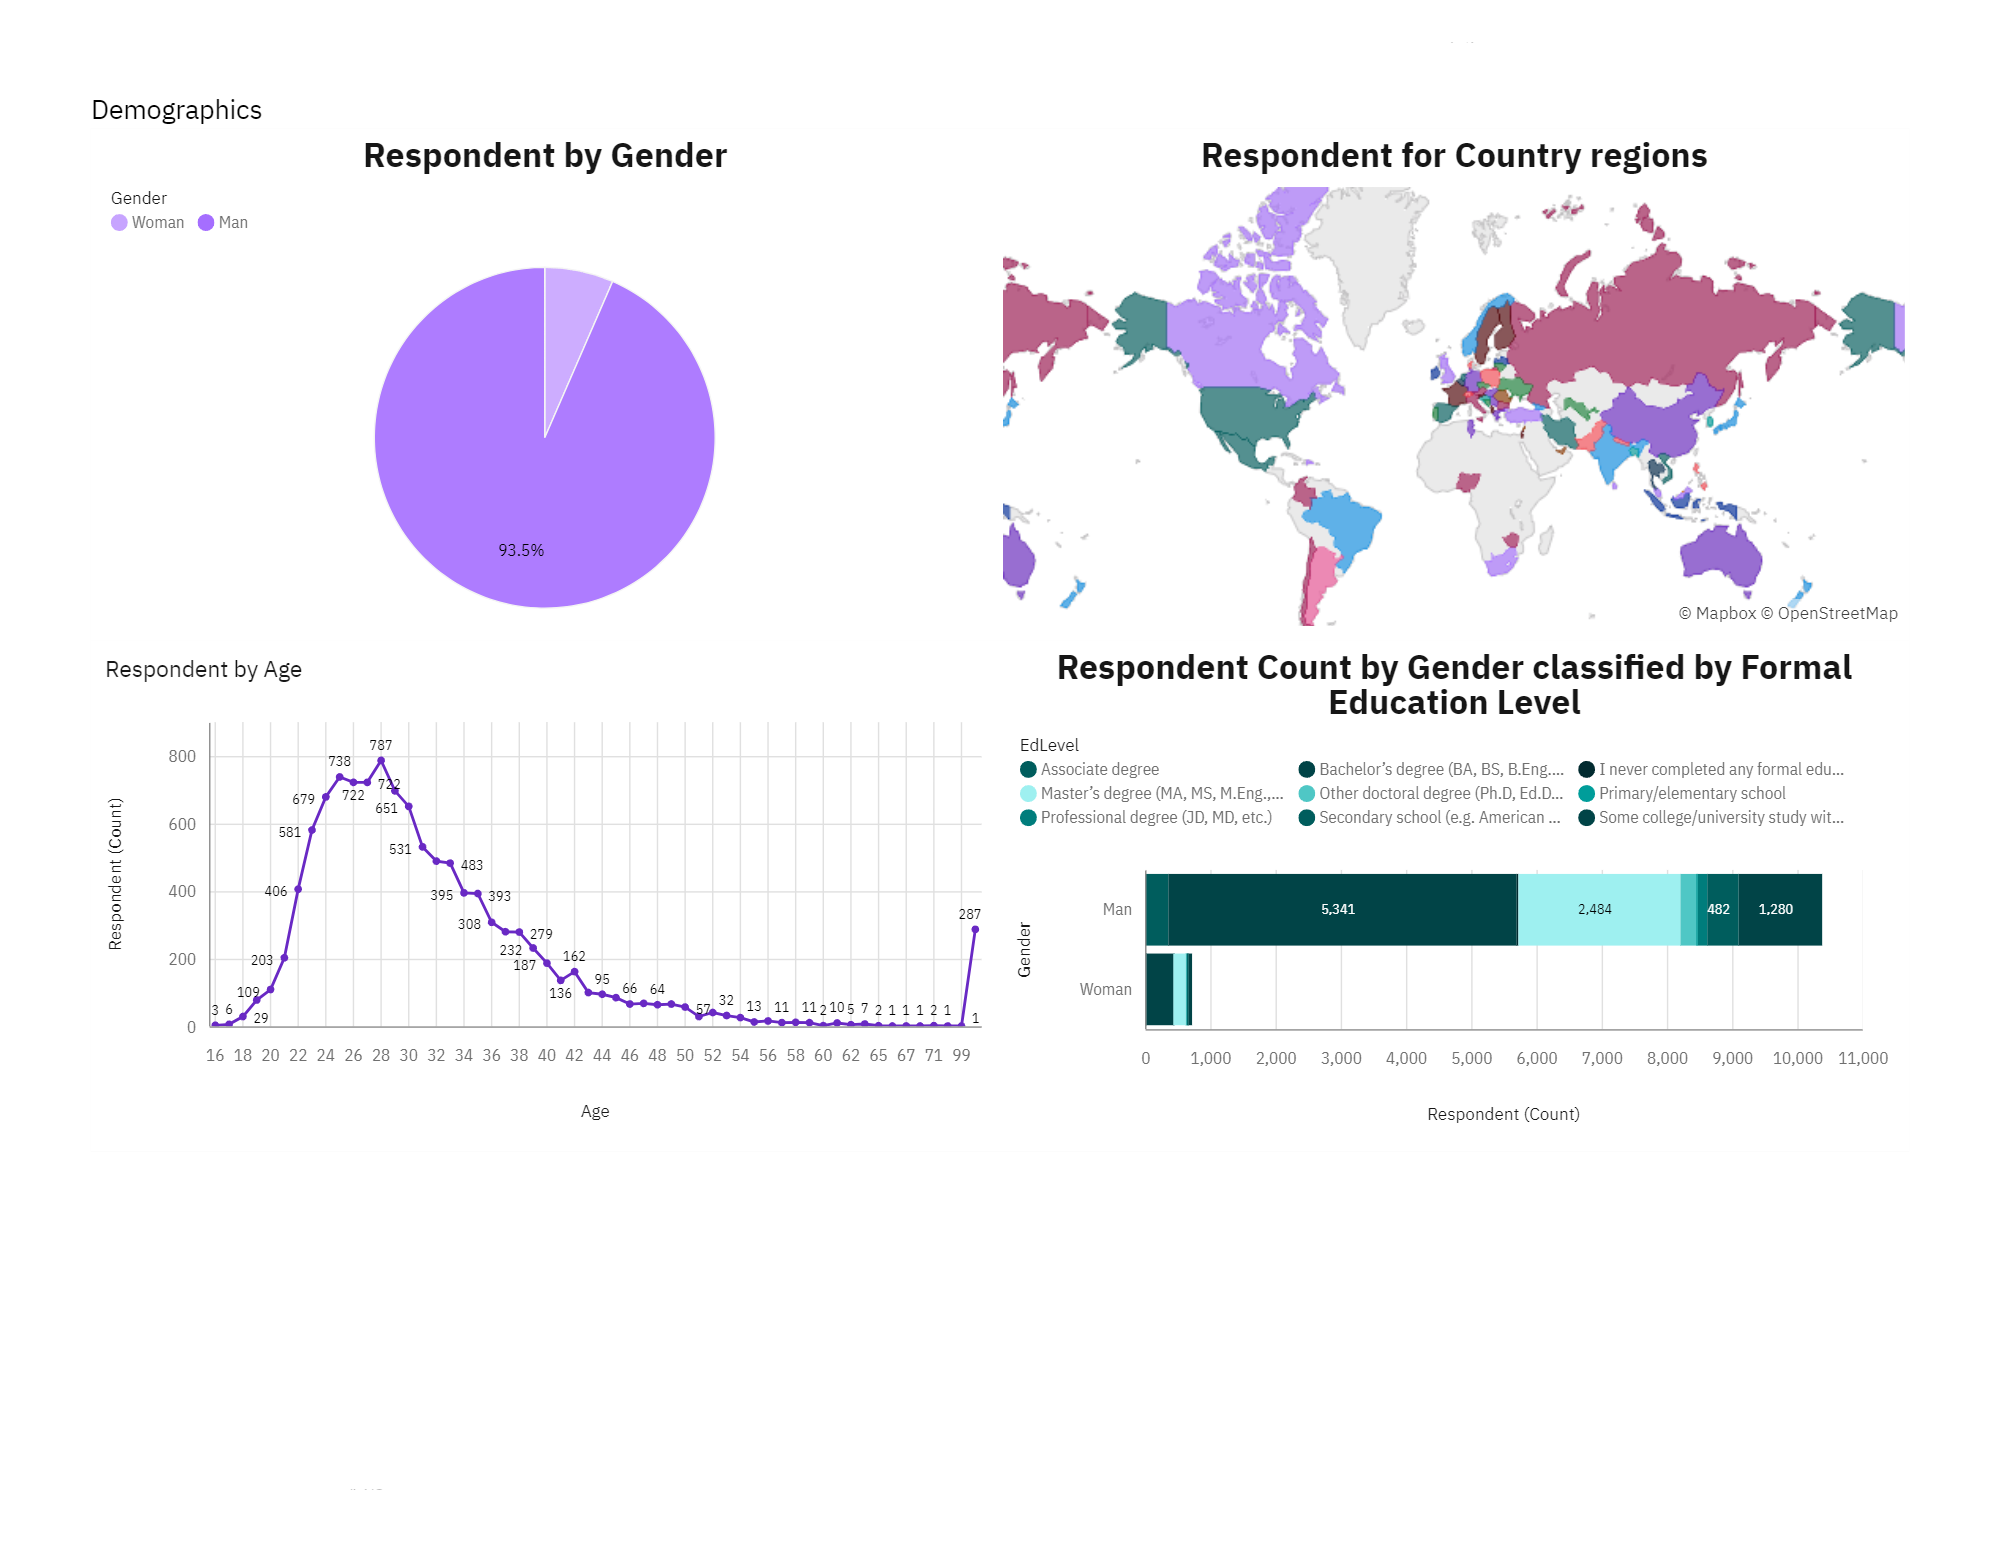 Demographics
Respondent by Gender
Gender
Woman Man
93.5%
Respondent for Country regions
© Mapbox © OpenStreetMap
Respondent by Age
Respondent (Count)
800
600
400
200
0
3 6 29 109 203 406 581 679 738 722 787 722 651 531 483 395 393 308 279 232 187 136 162 95 66 64 57 32 13 11 11 2 10 5 7 2 1 1 1 2 1 1 287
16 18 20 22 24 26 28 30 32 34 36 38 40 42 44 46 48 50 52 54 56 58 60 62 65 67 71 99
Age
Respondent Count by Gender classified by Formal
Education Level
EdLevel
Associate degree Bachelor’s degree (BA, BS, B.Eng.... I never completed any formal edu...
Master’s degree (MA, MS, M.Eng.,... Other doctoral degree (Ph.D, Ed.D... Primary/elementary school
Professional degree (JD, MD, etc.) Secondary school (e.g. American ... Some college/university study wit...
Gender
Man 5,341 2,484 482 1,280
Woman
0 1,000 2,000 3,000 4,000 5,000 6,000 7,000 8,000 9,000 10,000 11,000
Respondent (Count)